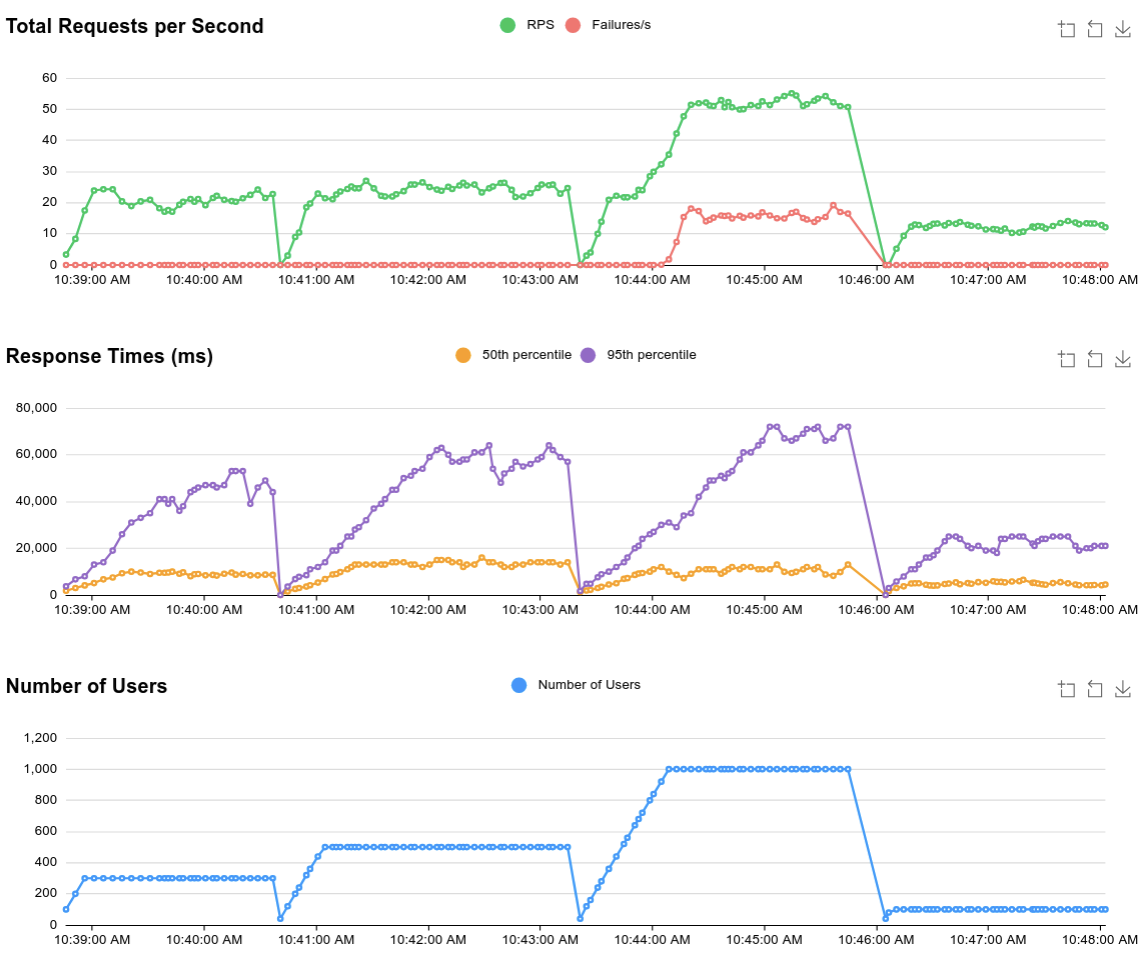 Total Requests per Second
RPS Failures/s
60
50
40
30
20
10
0
10:39:00 AM 10:40:00 AM 10:41:00 AM 10:42:00 AM 10:43:00 AM 10:44:00 AM 10:45:00 AM 10:46:00 AM 10:47:00 AM 10:48:00 AM
Response Times (ms)
50th percentile 95th percentile
80,000
60,000
40,000
20,000
0
10:39:00 AM 10:40:00 AM 10:41:00 AM 10:42:00 AM 10:43:00 AM 10:44:00 AM 10:45:00 AM 10:46:00 AM 10:47:00 AM 10:48:00 AM
Number of Users
Number of Users
1,200
1,000
800
600
400
200
0
10:39:00 AM 10:40:00 AM 10:41:00 AM 10:42:00 AM 10:43:00 AM 10:44:00 AM 10:45:00 AM 10:46:00 AM 10:47:00 AM 10:48:00 AM